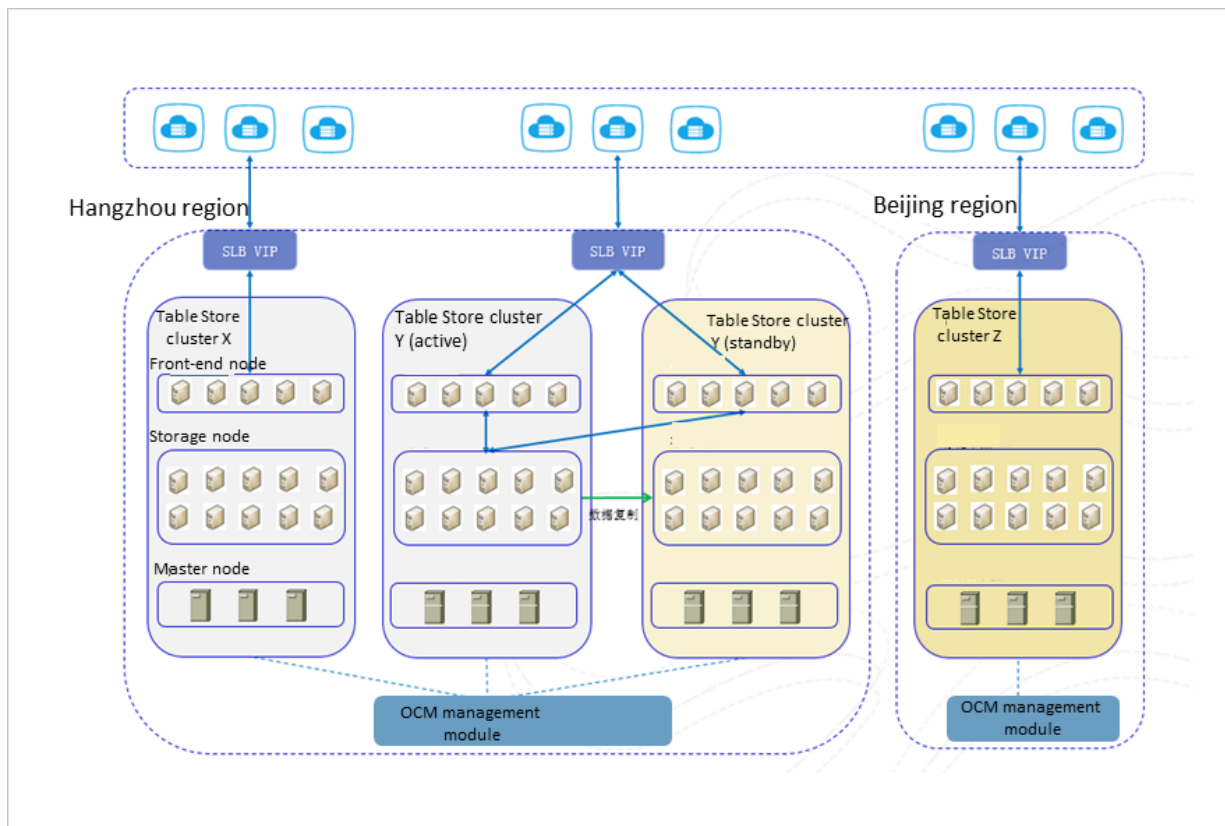 Hangzhou region
Beijing region
SLB VIP
SLB VIP
SLB VIP
Table Store
cluster X
Table Store cluster
Y (active)
Table Store cluster
Y (standby)
Table Store
cluster Z
Front-end node
Storage node
数据复制
Master node
OCM management
module
OCM management
module